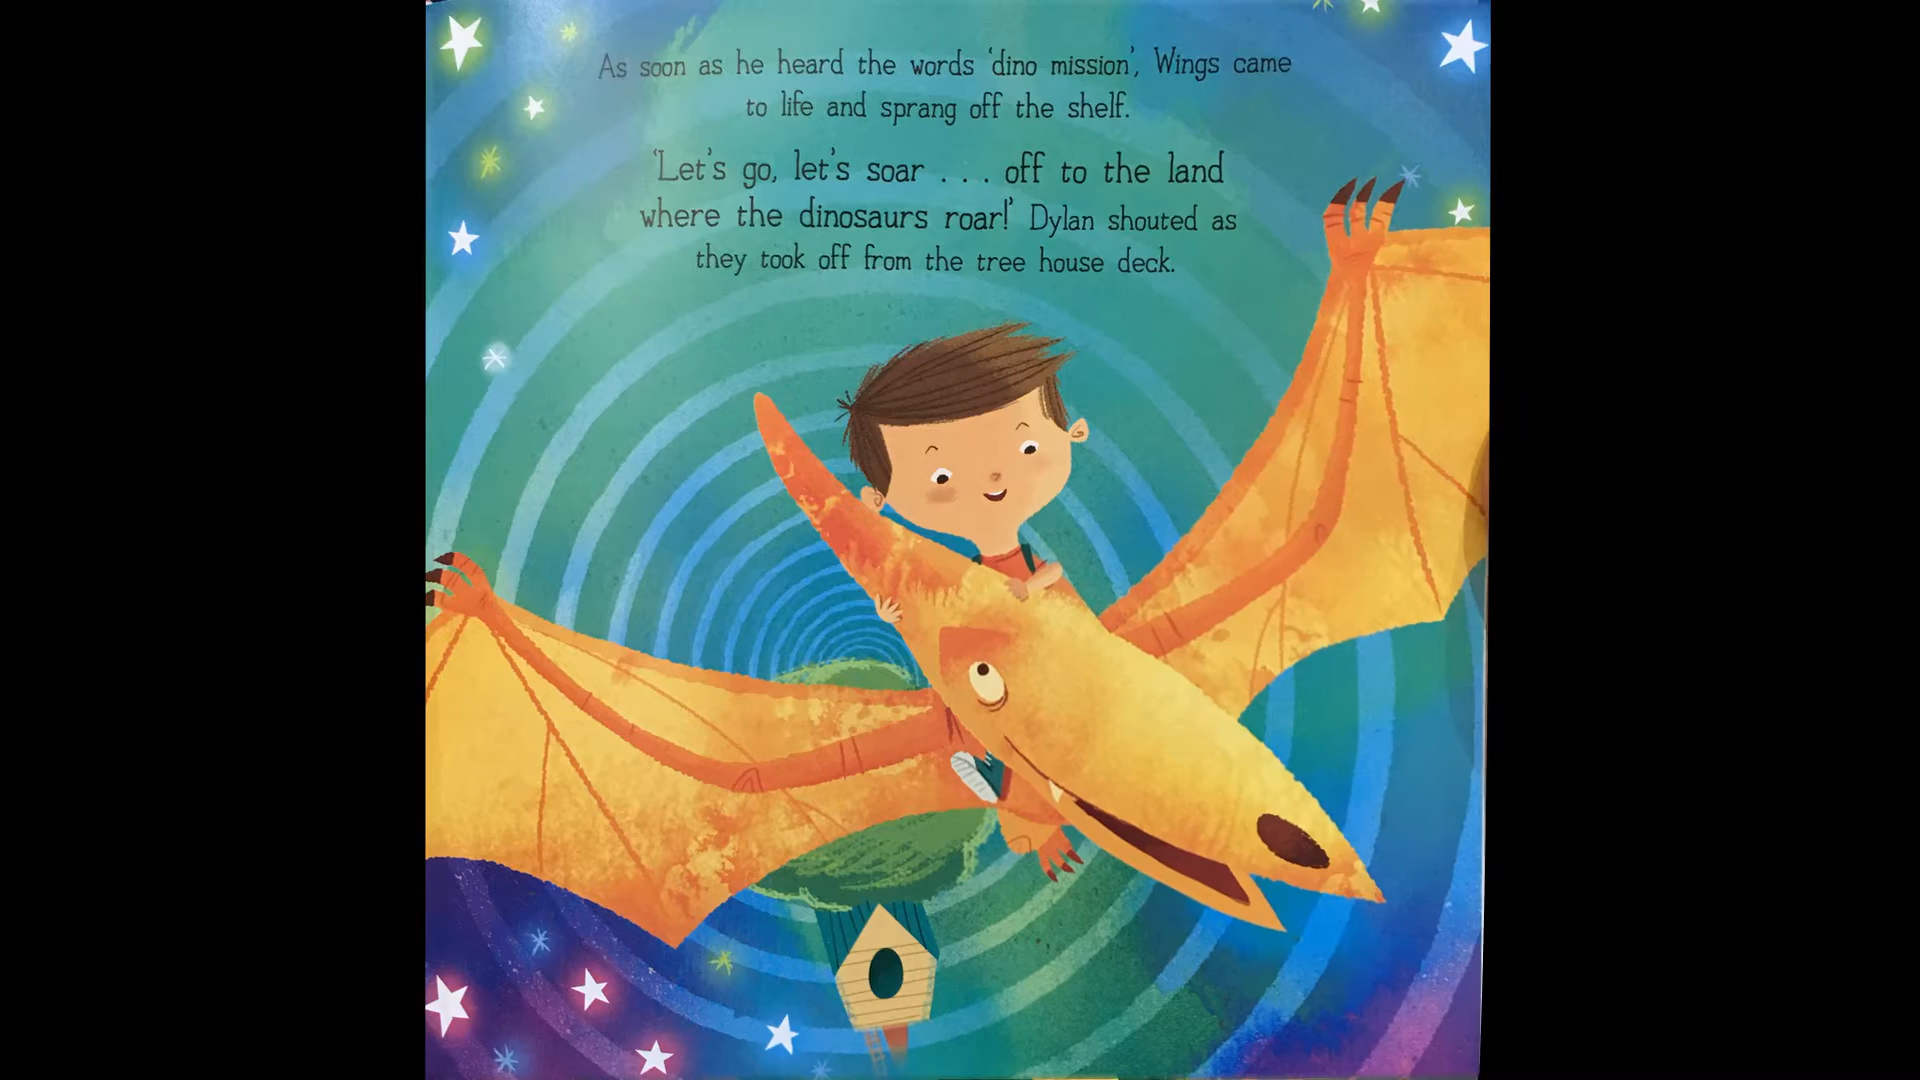 As soon as he heard the words ‘dino mission’, Wings came
to life and sprang off the shelf.
‘Let’s go, let’s soar . . . off to the land
where the dinosaurs roar!’ Dylan shouted as
they took off from the tree house deck.